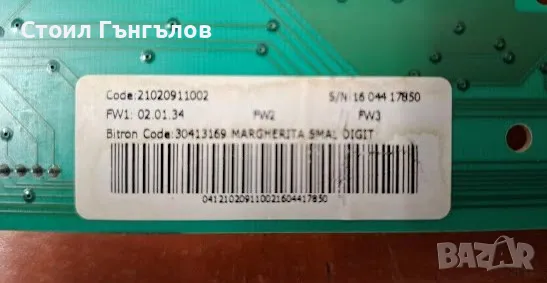 Стоил Гънгълов
Code:21020911002 S/N:16 044 17850
FW1: 02.01.34 FW2 FW3
Bitron Code:30413169 MARGHERITA SMAL DIGIT
041210209110021604417850
BAZAR